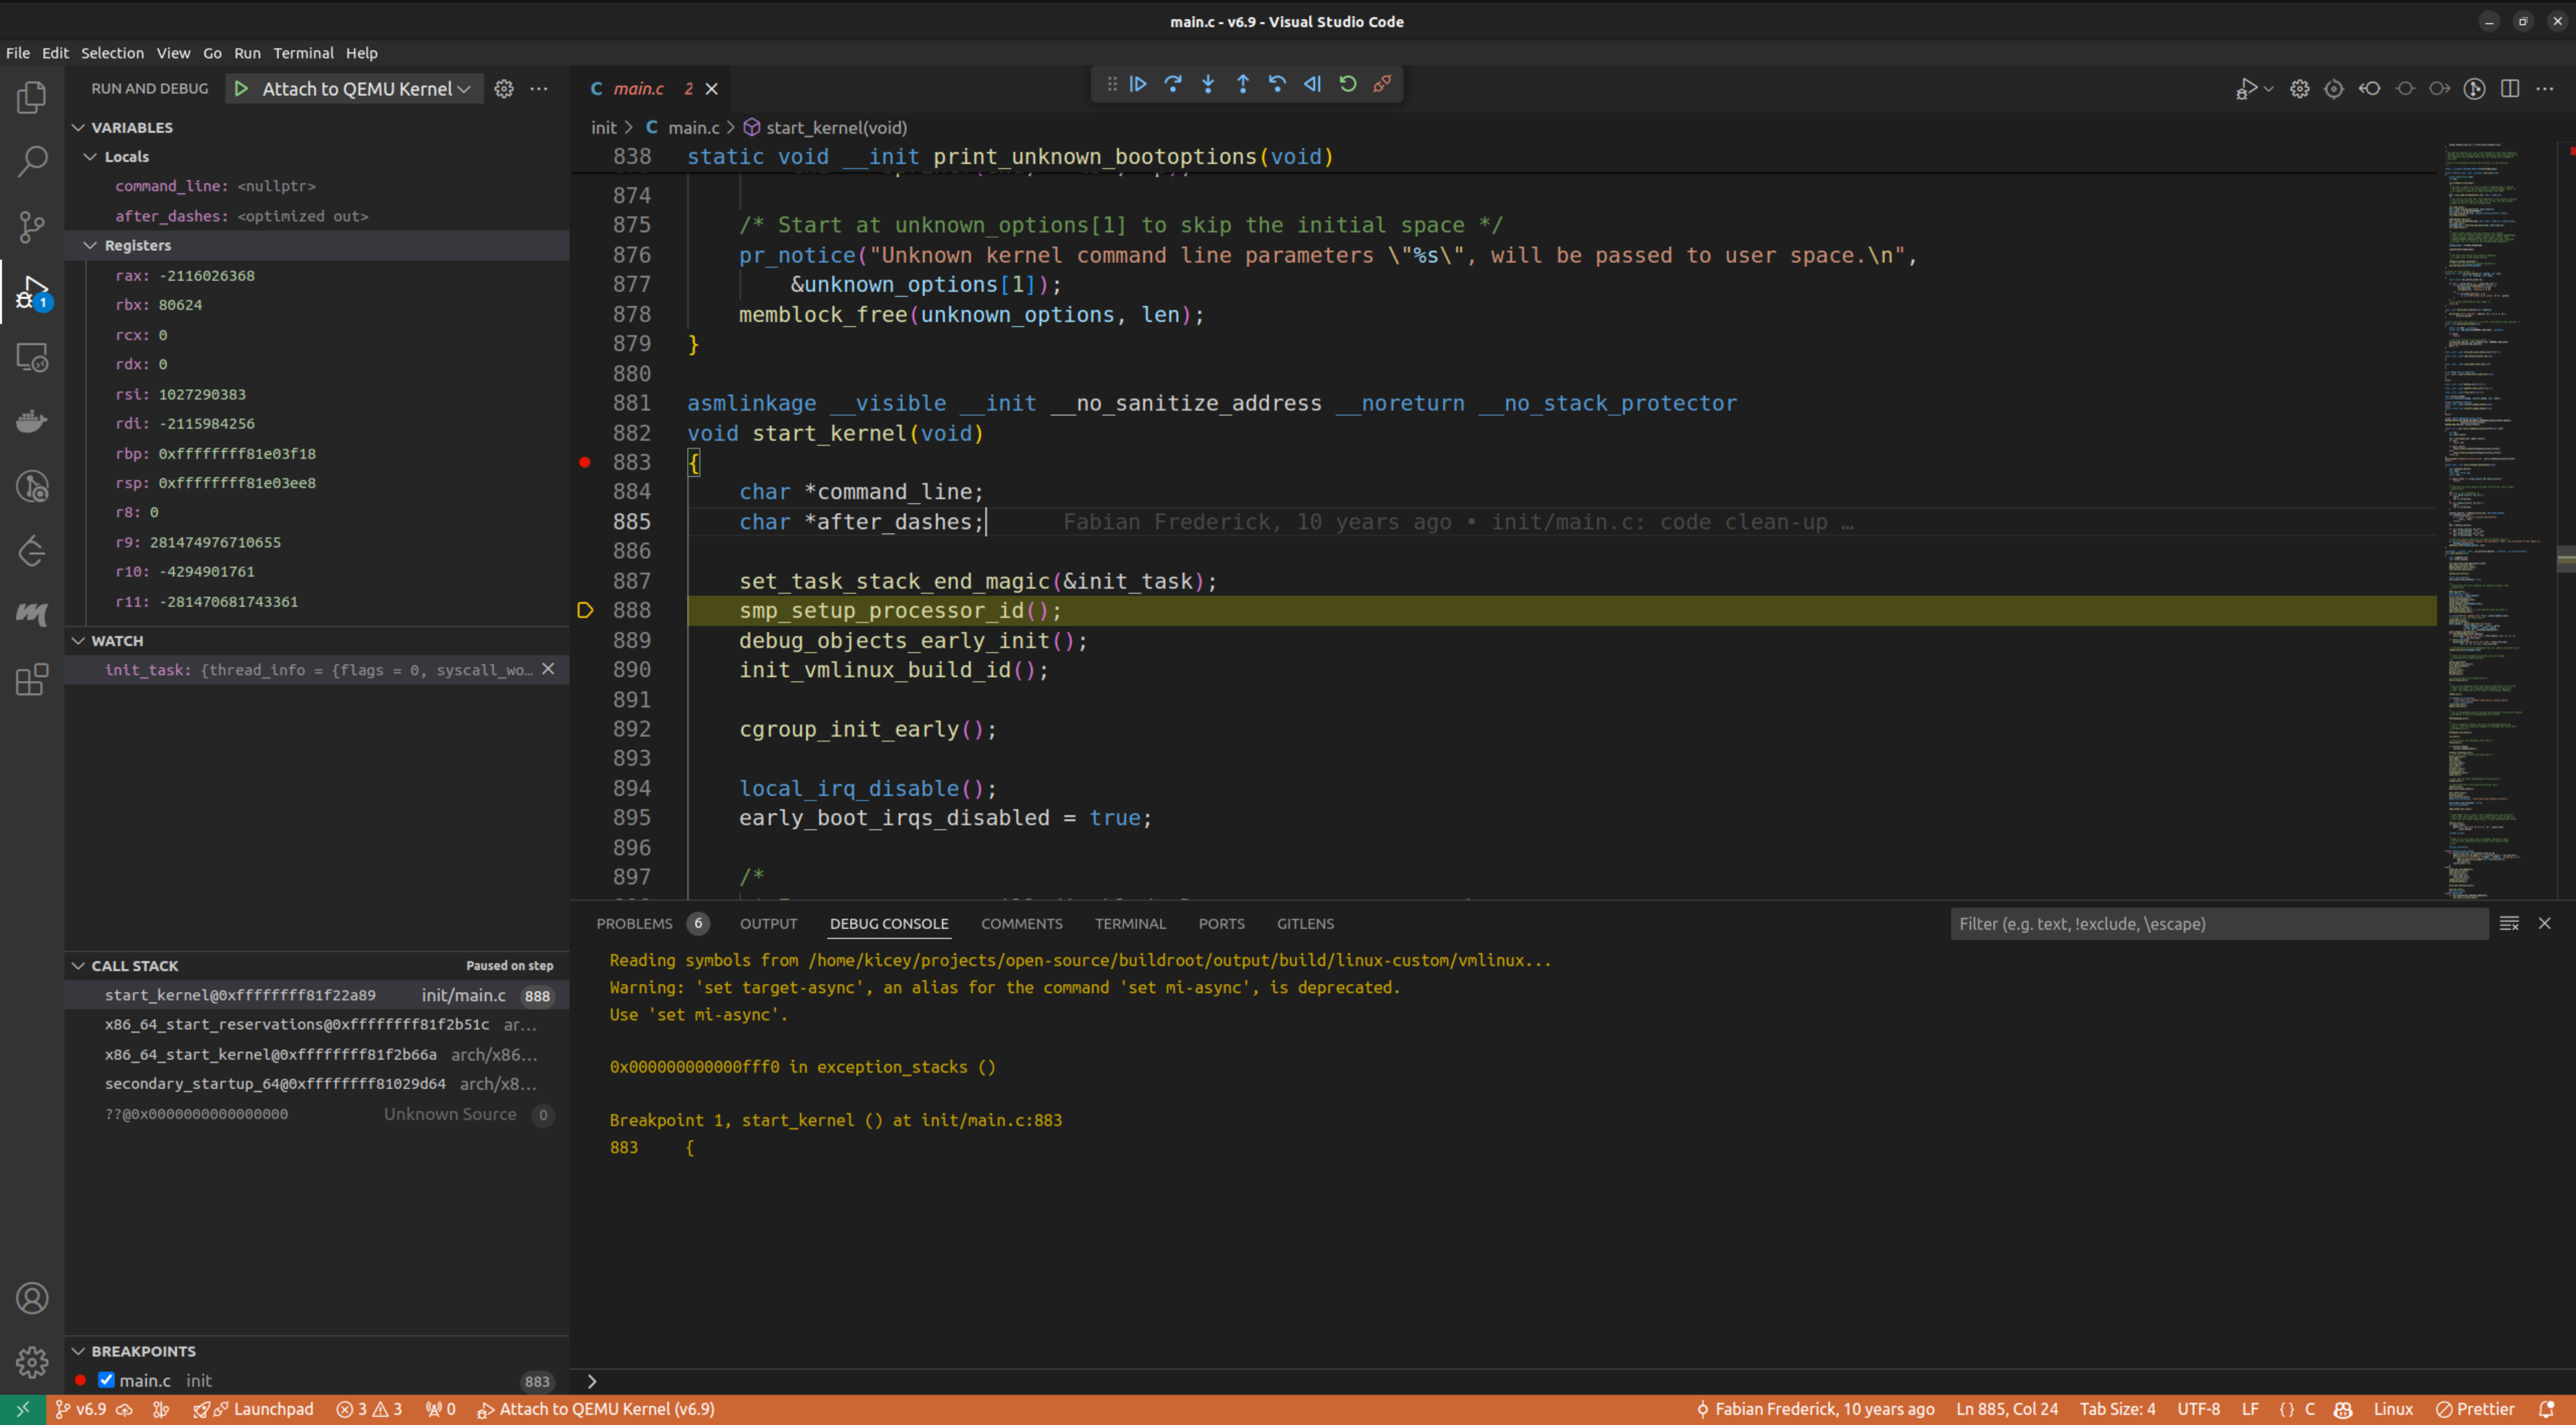 main.c - v6.9 - Visual Studio Code
File Edit Selection View Go Run Terminal Help
RUN AND DEBUG Attach to QEMU Kernel
VARIABLES
Locals
command_line: <nullptr>
after_dashes: <optimized out>
Registers
rax: -2116026368
rbx: 80624
rcx: 0
rdx: 0
rsi: 1027290383
rdi: -2115984256
rbp: 0xffffffff81e03f18
rsp: 0xffffffff81e03ee8
r8: 0
r9: 281474976710655
r10: -4294901761
r11: -281470681743361
WATCH
init_task: {thread_info = {flags = 0, syscall_wo...
CALL STACK Paused on step
start_kernel@0xffffffff81f22a89 init/main.c 888
x86_64_start_reservations@0xffffffff81f2b51c ar...
x86_64_start_kernel@0xffffffff81f2b66a arch/x86...
secondary_startup_64@0xffffffff81029d64 arch/x8...
??@0x0000000000000000 Unknown Source 0
BREAKPOINTS
main.c init 883
C main.c 2
init > C main.c > start_kernel(void)
838 static void __init print_unknown_bootoptions(void)
874
875 /* Start at unknown_options[1] to skip the initial space */
876 pr_notice("Unknown kernel command line parameters \"%s\", will be passed to user space.\n",
877 &unknown_options[1]);
878 memblock_free(unknown_options, len);
879 }
880
881 asmlinkage __visible __init __no_sanitize_address __noreturn __no_stack_protector
882 void start_kernel(void)
883 {
884 char *command_line;
885 char *after_dashes; Fabian Frederick, 10 years ago • init/main.c: code clean-up …
886
887 set_task_stack_end_magic(&init_task);
888 smp_setup_processor_id();
889 debug_objects_early_init();
890 init_vmlinux_build_id();
891
892 cgroup_init_early();
893
894 local_irq_disable();
895 early_boot_irqs_disabled = true;
896
897 /*
PROBLEMS 6 OUTPUT DEBUG CONSOLE COMMENTS TERMINAL PORTS GITLENS Filter (e.g. text, !exclude, \escape)
Reading symbols from /home/kicey/projects/open-source/buildroot/output/build/linux-custom/vmlinux...
Warning: 'set target-async', an alias for the command 'set mi-async', is deprecated.
Use 'set mi-async'.
0x000000000000fff0 in exception_stacks ()
Breakpoint 1, start_kernel () at init/main.c:883
883 {
v6.9 Launchpad 3 3 0 Attach to QEMU Kernel (v6.9) Fabian Frederick, 10 years ago Ln 885, Col 24 Tab Size: 4 UTF-8 LF {} C Linux Prettier